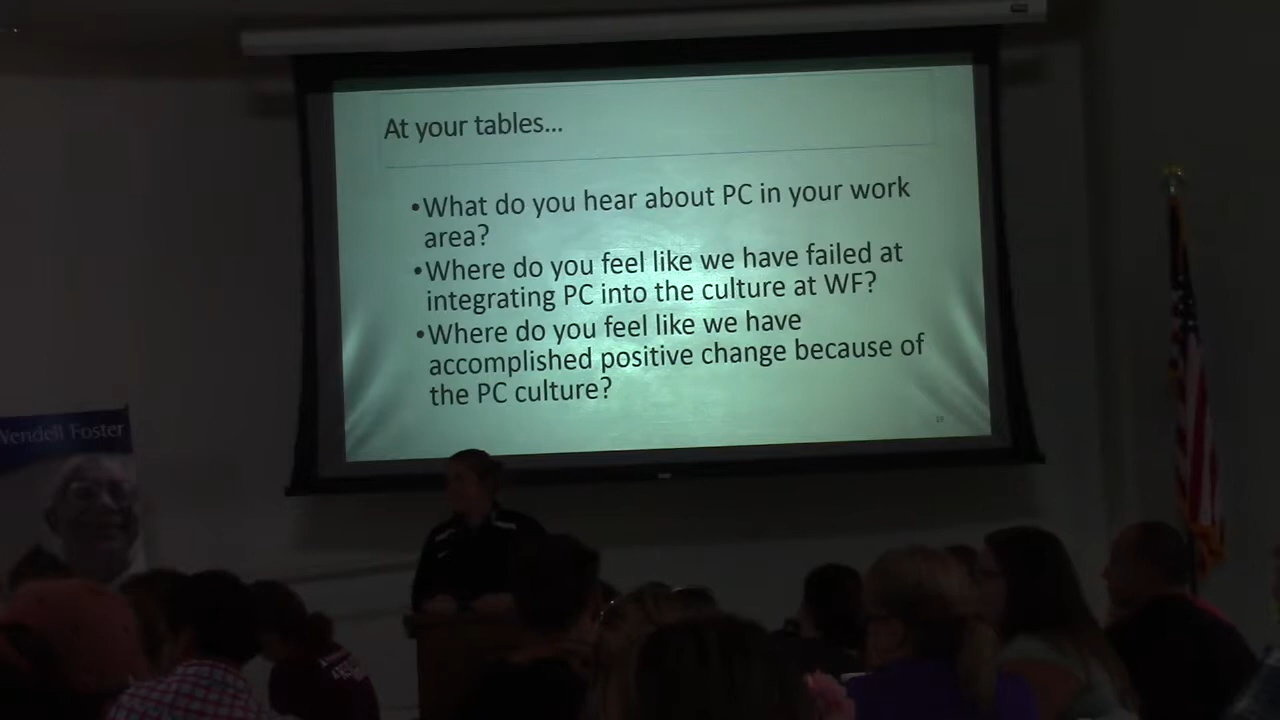 At your tables...
•What do you hear about PC in your work
area?
•Where do you feel like we have failed at
integrating PC into the culture at WF?
•Where do you feel like we have
accomplished positive change because of
the PC culture?
Wendell Foster